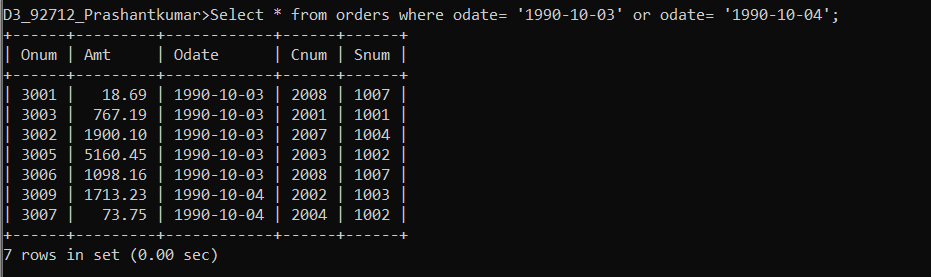 D3_92712_Prashantkumar>Select * from orders where odate= '1990-10-03' or odate= '1990-10-04';
+------+---------+------------+------+------+
| Onum | Amt     | Odate      | Cnum | Snum |
+------+---------+------------+------+------+
| 3001 |   18.69 | 1990-10-03 | 2008 | 1007 |
| 3003 |  767.19 | 1990-10-03 | 2001 | 1001 |
| 3002 | 1900.10 | 1990-10-03 | 2007 | 1004 |
| 3005 | 5160.45 | 1990-10-03 | 2003 | 1002 |
| 3006 | 1098.16 | 1990-10-03 | 2008 | 1007 |
| 3009 | 1713.23 | 1990-10-04 | 2002 | 1003 |
| 3007 |   73.75 | 1990-10-04 | 2004 | 1002 |
+------+---------+------------+------+------+
7 rows in set (0.00 sec)